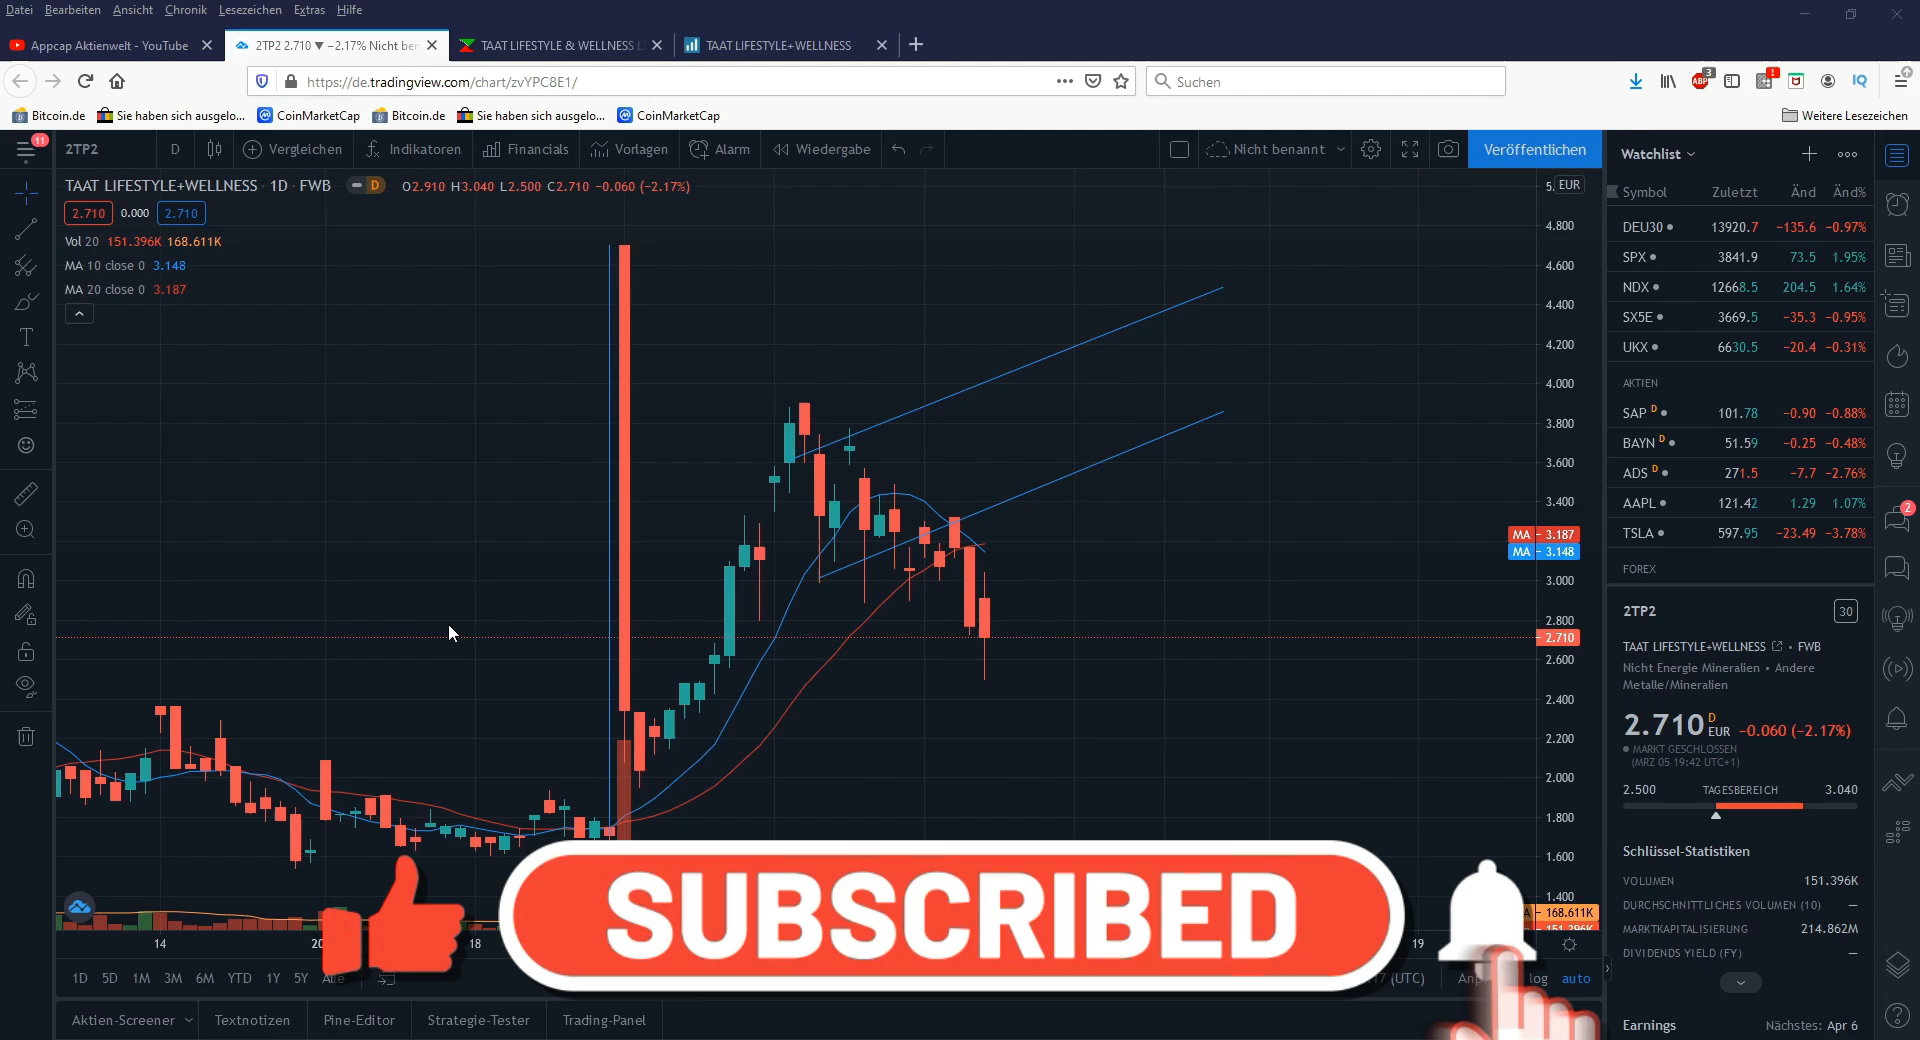 Datei Bearbeiten Ansicht Chronik Lesezeichen Extras Hilfe
Appcap Aktienwelt - YouTube
2TP2 2.710 ▼ −2.17% Nicht be
TAAT LIFESTYLE & WELLNESS
TAAT LIFESTYLE+WELLNESS
https://de.tradingview.com/chart/zvYPC8E1/
Suchen
ABP 3
!
IQ
Bitcoin.de Sie haben sich ausgelo... CoinMarketCap Bitcoin.de Sie haben sich ausgelo... CoinMarketCap Weitere Lesezeichen
11
2TP2 D Vergleichen Indikatoren Financials Vorlagen Alarm Wiedergabe Nicht benannt Veröffentlichen
TAAT LIFESTYLE+WELLNESS · 1D · FWB D O2.910 H3.040 L2.500 C2.710 −0.060 (−2.17%)
2.710 0.000 2.710
Vol 20 151.396K 168.611K
MA 10 close 0 3.148
MA 20 close 0 3.187
EUR
4.800
4.600
4.400
4.200
4.000
3.800
3.600
3.400
MA 3.187
MA 3.148
3.000
2.800
2.710
2.600
2.400
2.200
2.000
1.800
1.600
1.400
168.611K
151.396K
14 20 18 19
SUBSCRIBED
1D 5D 1M 3M 6M YTD 1Y 5Y Alle (UTC) log auto
Aktien-Screener Textnotizen Pine-Editor Strategie-Tester Trading-Panel
Watchlist
Symbol Zuletzt Änd Änd%
DEU30 13920.7 −135.6 −0.97%
SPX 3841.9 73.5 1.95%
NDX 12668.5 204.5 1.64%
SX5E 3669.5 −35.3 −0.95%
UKX 6630.5 −20.4 −0.31%
AKTIEN
SAP D 101.78 −0.90 −0.88%
BAYN D 51.59 −0.25 −0.48%
ADS D 271.5 −7.7 −2.76%
AAPL 121.42 1.29 1.07%
TSLA 597.95 −23.49 −3.78%
FOREX
2TP2 30
TAAT LIFESTYLE+WELLNESS • FWB
Nicht Energie Mineralien • Andere
Metalle/Mineralien
2.710 D EUR −0.060 (−2.17%)
MARKT GESCHLOSSEN
(MRZ 05 19:42 UTC+1)
2.500 TAGESBEREICH 3.040
Schlüssel-Statistiken
VOLUMEN 151.396K
DURCHSCHNITTLICHES VOLUMEN (10) —
MARKTKAPITALISIERUNG 214.862M
DIVIDENDS YIELD (FY) —
Earnings Nächstes: Apr 6
2